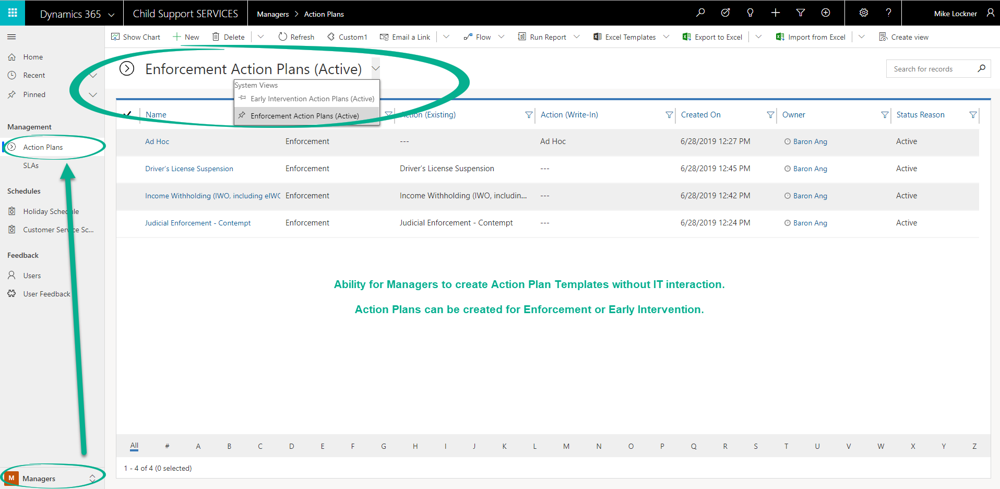 Dynamics 365
Child Support SERVICES
Managers > Action Plans
Mike Lockner
Show Chart
New
Delete
Refresh
Custom1
Email a Link
Flow
Run Report
Excel Templates
Export to Excel
Import from Excel
Create view
Home
Recent
Pinned
Management
Action Plans
SLAs
Schedules
Holiday Schedule
Customer Service Sc...
Feedback
Users
User Feedback
M Managers
Enforcement Action Plans (Active)
Search for records
System Views
Early Intervention Action Plans (Active)
Enforcement Action Plans (Active)
Name (Existing) Action (Write-In) Created On Owner Status Reason
Ad Hoc Enforcement --- Ad Hoc 6/28/2019 12:27 PM Baron Ang Active
Driver's License Suspension Enforcement Driver's License Suspension --- 6/28/2019 12:45 PM Baron Ang Active
Income Withholding (IWO, including eIWO Enforcement Income Withholding (IWO, includin... --- 6/28/2019 12:42 PM Baron Ang Active
Judicial Enforcement - Contempt Enforcement Judicial Enforcement - Contempt --- 6/28/2019 12:24 PM Baron Ang Active
Ability for Managers to create Action Plan Templates without IT interaction.
Action Plans can be created for Enforcement or Early Intervention.
All # A B C D E F G H I J K L M N O P Q R S T U V W X Y Z
1 - 4 of 4 (0 selected)